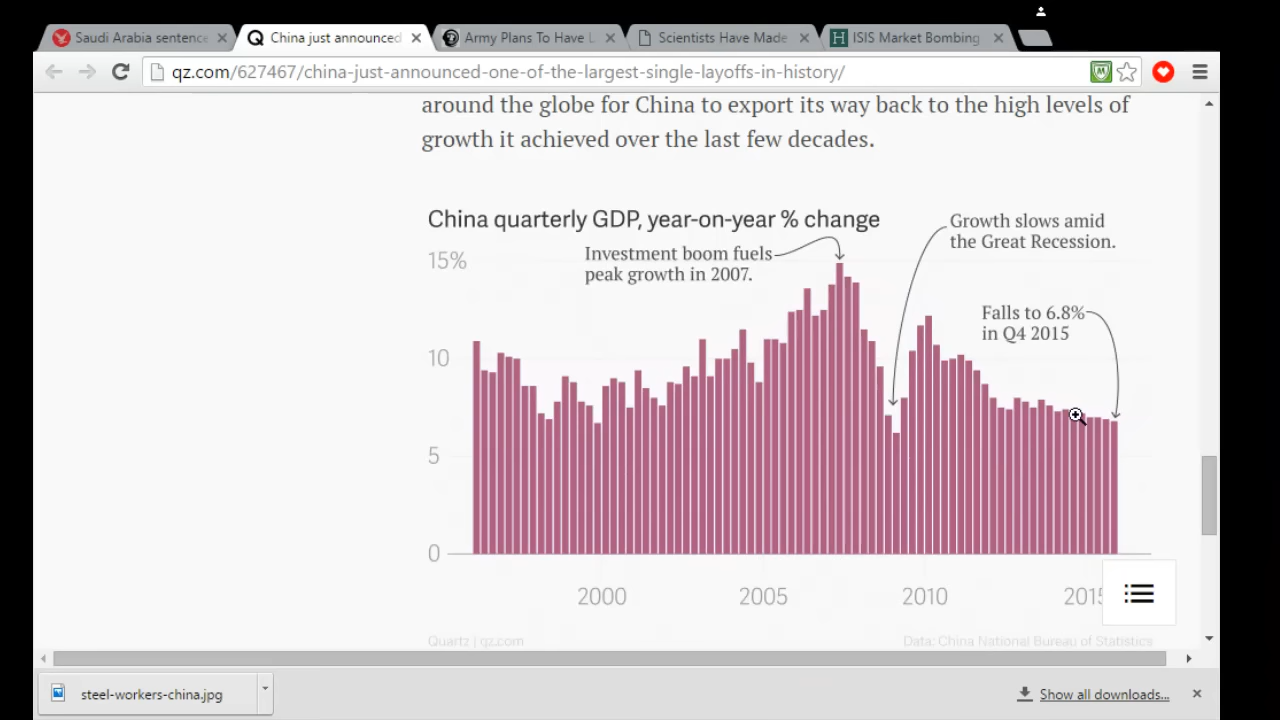 Saudi Arabia sentence
China just announced
Army Plans To Have L
Scientists Have Made
ISIS Market Bombing
qz.com/627467/china-just-announced-one-of-the-largest-single-layoffs-in-history/
around the globe for China to export its way back to the high levels of
growth it achieved over the last few decades.
China quarterly GDP, year-on-year % change
Growth slows amid
the Great Recession.
Investment boom fuels
peak growth in 2007.
15%
Falls to 6.8%
in Q4 2015
10
5
0
2000
2005
2010
2015
Quartz | qz.com
Data: China National Bureau of Statistics
steel-workers-china.jpg
Show all downloads...